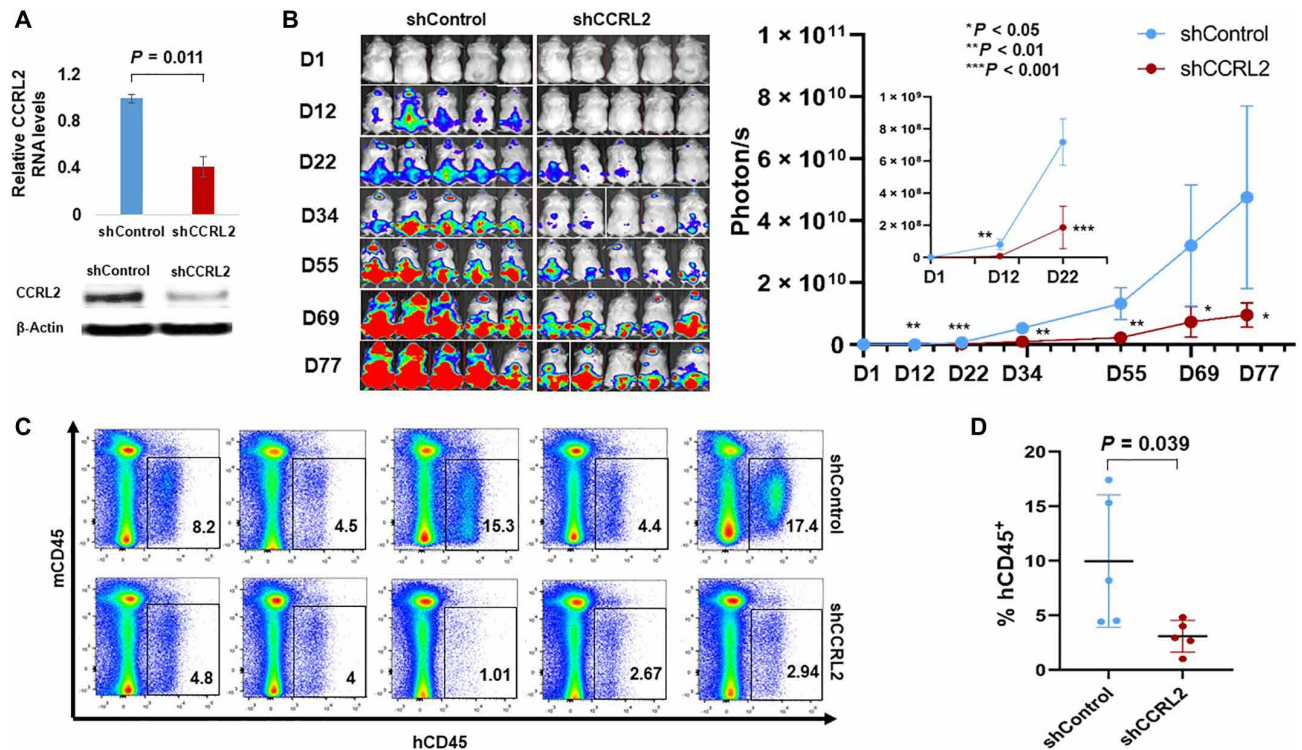 A
P = 0.011
Relative CCRL2
RNA levels
1.2
0.8
0.4
0
shControl shCCRL2
shControl shCCRL2
CCRL2
β-Actin
B
shControl shCCRL2
D1
D12
D22
D34
D55
D69
D77
Photon/s
1 × 10¹¹
8 × 10¹⁰
6 × 10¹⁰
4 × 10¹⁰
2 × 10¹⁰
0
D1 D12 D22 D34 D55 D69 D77
*P < 0.05
**P < 0.01
***P < 0.001
shControl
shCCRL2
1 × 10⁹
8 × 10⁸
6 × 10⁸
4 × 10⁸
2 × 10⁸
0
D1 D12 D22
** ***
** *** ** ** * *
C
mCD45
8.2 4.5 15.3 4.4 17.4
shControl
4.8 4 1.01 2.67 2.94
shCCRL2
hCD45
D
P = 0.039
% hCD45⁺
20
15
10
5
0
shControl
shCCRL2